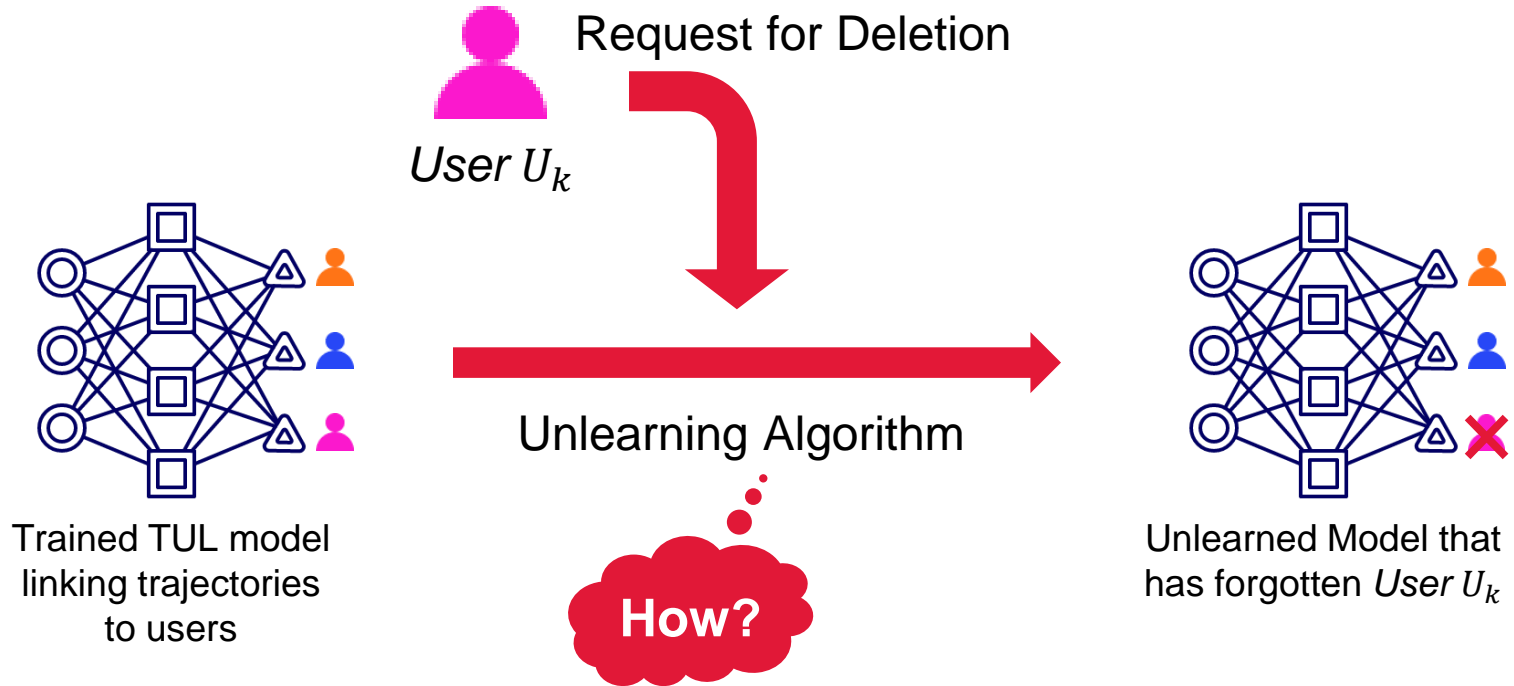 Request for Deletion
User U_k
Unlearning Algorithm
How?
Trained TUL model
linking trajectories
to users
Unlearned Model that
has forgotten User U_k